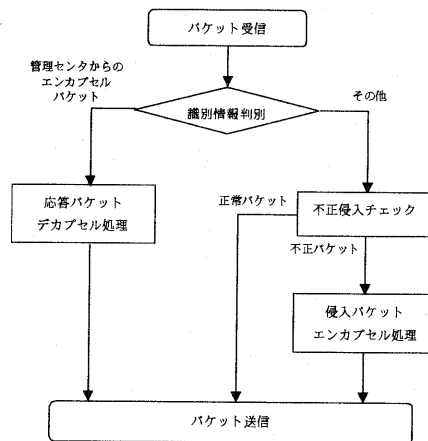 パケット受信
管理センタからの
エンカプセル
パケット
識別情報判別
その他
応答パケット
デカプセル処理
正常パケット
不正侵入チェック
不正パケット
侵入パケット
エンカプセル処理
パケット送信